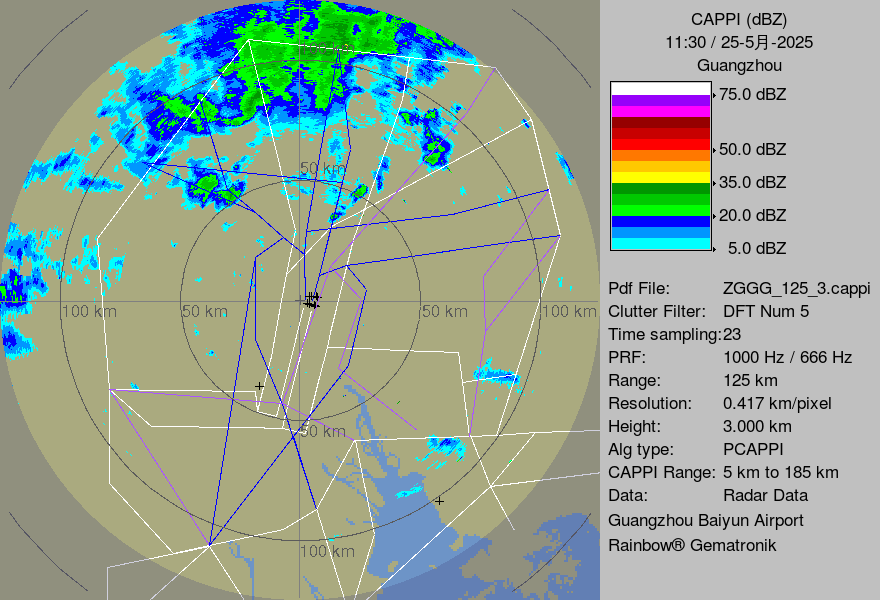 CAPPI (dBZ)
11:30 / 25-5月-2025
Guangzhou
75.0 dBZ
50.0 dBZ
35.0 dBZ
20.0 dBZ
5.0 dBZ
Pdf File: ZGGG_125_3.cappi
Clutter Filter: DFT Num 5
Time sampling:23
PRF: 1000 Hz / 666 Hz
Range: 125 km
Resolution: 0.417 km/pixel
Height: 3.000 km
Alg type: PCAPPI
CAPPI Range: 5 km to 185 km
Data: Radar Data
Guangzhou Baiyun Airport
Rainbow® Gematronik
100 km
50 km
100 km
50 km
50 km
100 km
50 km
100 km